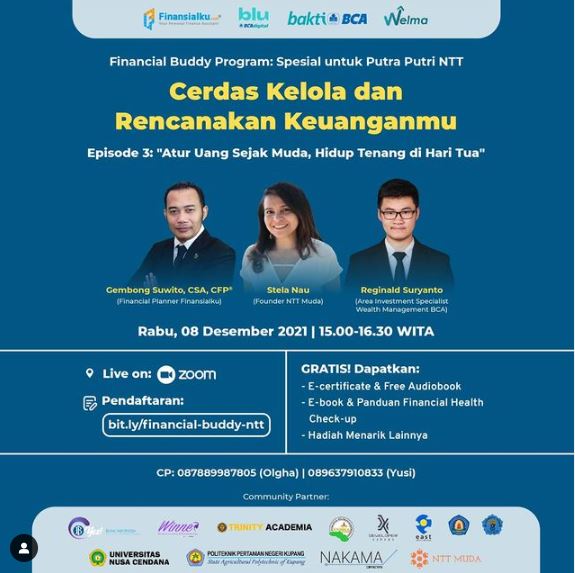 Finansialku.com
blu
by BCA digital
bakti BCA
Welma
Financial Buddy Program: Spesial untuk Putra Putri NTT
Cerdas Kelola dan
Rencanakan Keuanganmu
Episode 3: "Atur Uang Sejak Muda, Hidup Tenang di Hari Tua"
Gembong Suwito, CSA, CFP®
(Financial Planner Finansialku)
Stela Nau
(Founder NTT Muda)
Reginald Suryanto
(Area Investment Specialist
Wealth Management BCA)
Rabu, 08 Desember 2021 | 15.00-16.30 WITA
Live on: zoom
Pendaftaran:
bit.ly/financial-buddy-ntt
GRATIS! Dapatkan:
- E-certificate & Free Audiobook
- E-book & Panduan Financial Health
Check-up
- Hadiah Menarik Lainnya
CP: 087889987805 (Olgha) | 089637910833 (Yusi)
Community Partner:
Winner
TRINITY ACADEMIA
east
UNIVERSITAS
NUSA CENDANA
POLITEKNIK PERTANIAN NEGERI KUPANG
State Agricultural Polytechnic of Kupang
NAKAMA
NTT MUDA